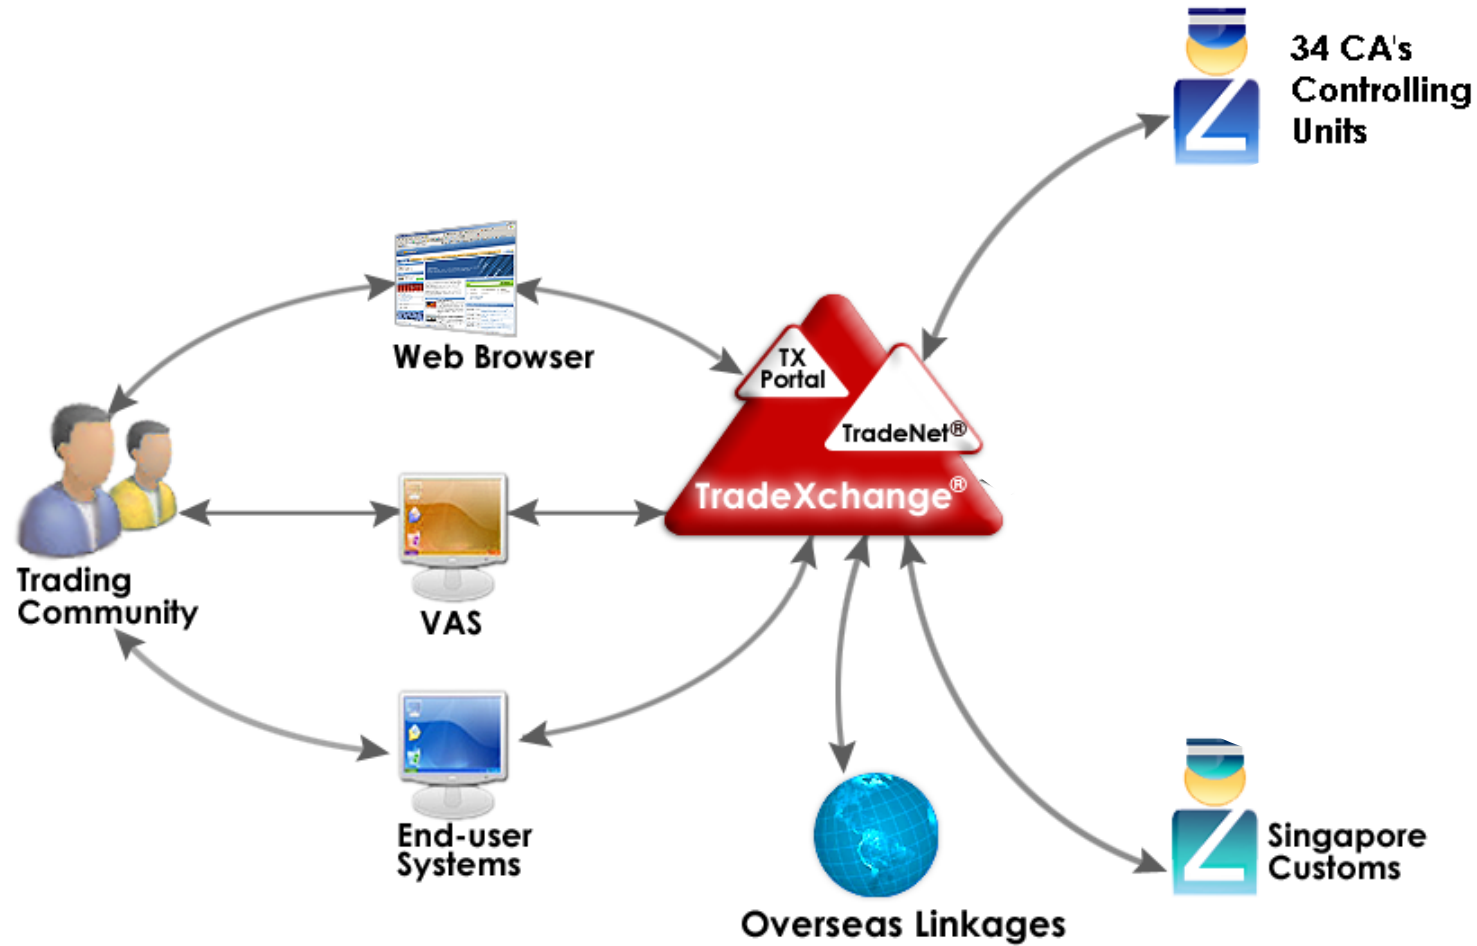 34 CA's
Controlling
Units
Web Browser
TX
Portal
TradeNet®
TradeXchange®
Trading
Community
VAS
End-user
Systems
Singapore
Customs
Overseas Linkages